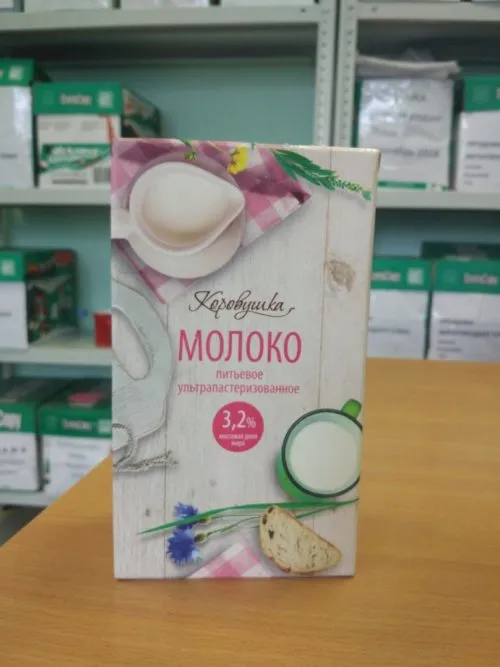 Коровушка
МОЛОКО
питьевое
ультрапастеризованное
3,2%
массовая доля
жира